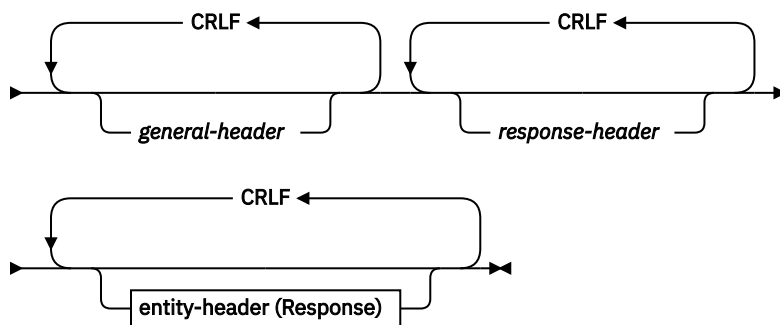 CRLF CRLF
general-header response-header
CRLF
entity-header (Response)